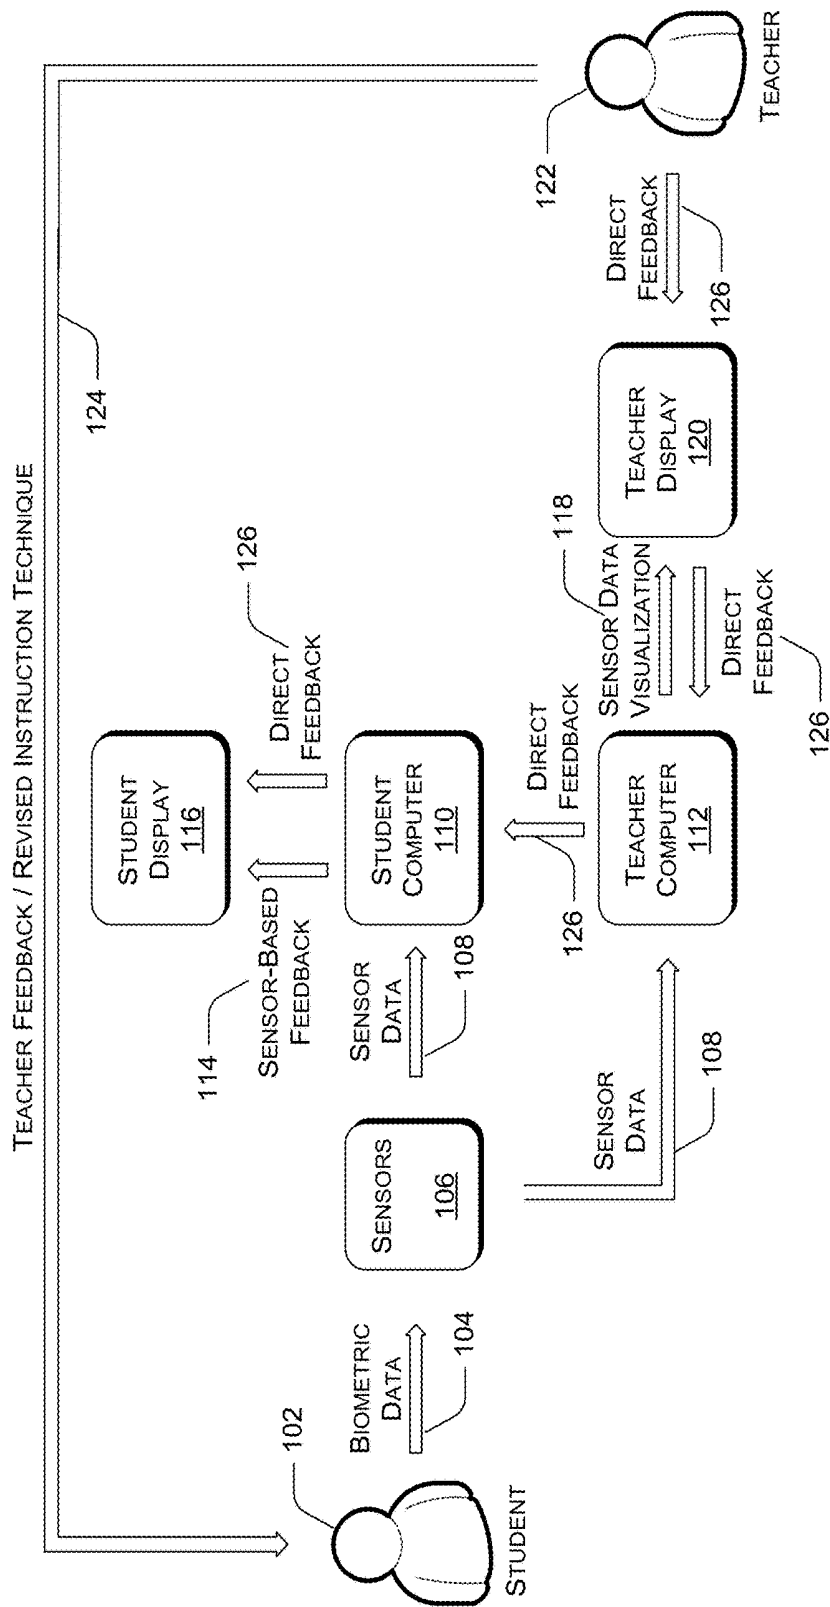 TEACHER FEEDBACK / REVISED INSTRUCTION TECHNIQUE
124
STUDENT
DISPLAY
116
114
SENSOR-BASED
FEEDBACK
DIRECT
FEEDBACK
126
102
STUDENT
BIOMETRIC
DATA
104
SENSORS
106
SENSOR
DATA
108
STUDENT
COMPUTER
110
DIRECT
FEEDBACK
126
SENSOR
DATA
108
TEACHER
COMPUTER
112
118
SENSOR DATA
VISUALIZATION
DIRECT
FEEDBACK
126
TEACHER
DISPLAY
120
DIRECT
FEEDBACK
126
122
TEACHER